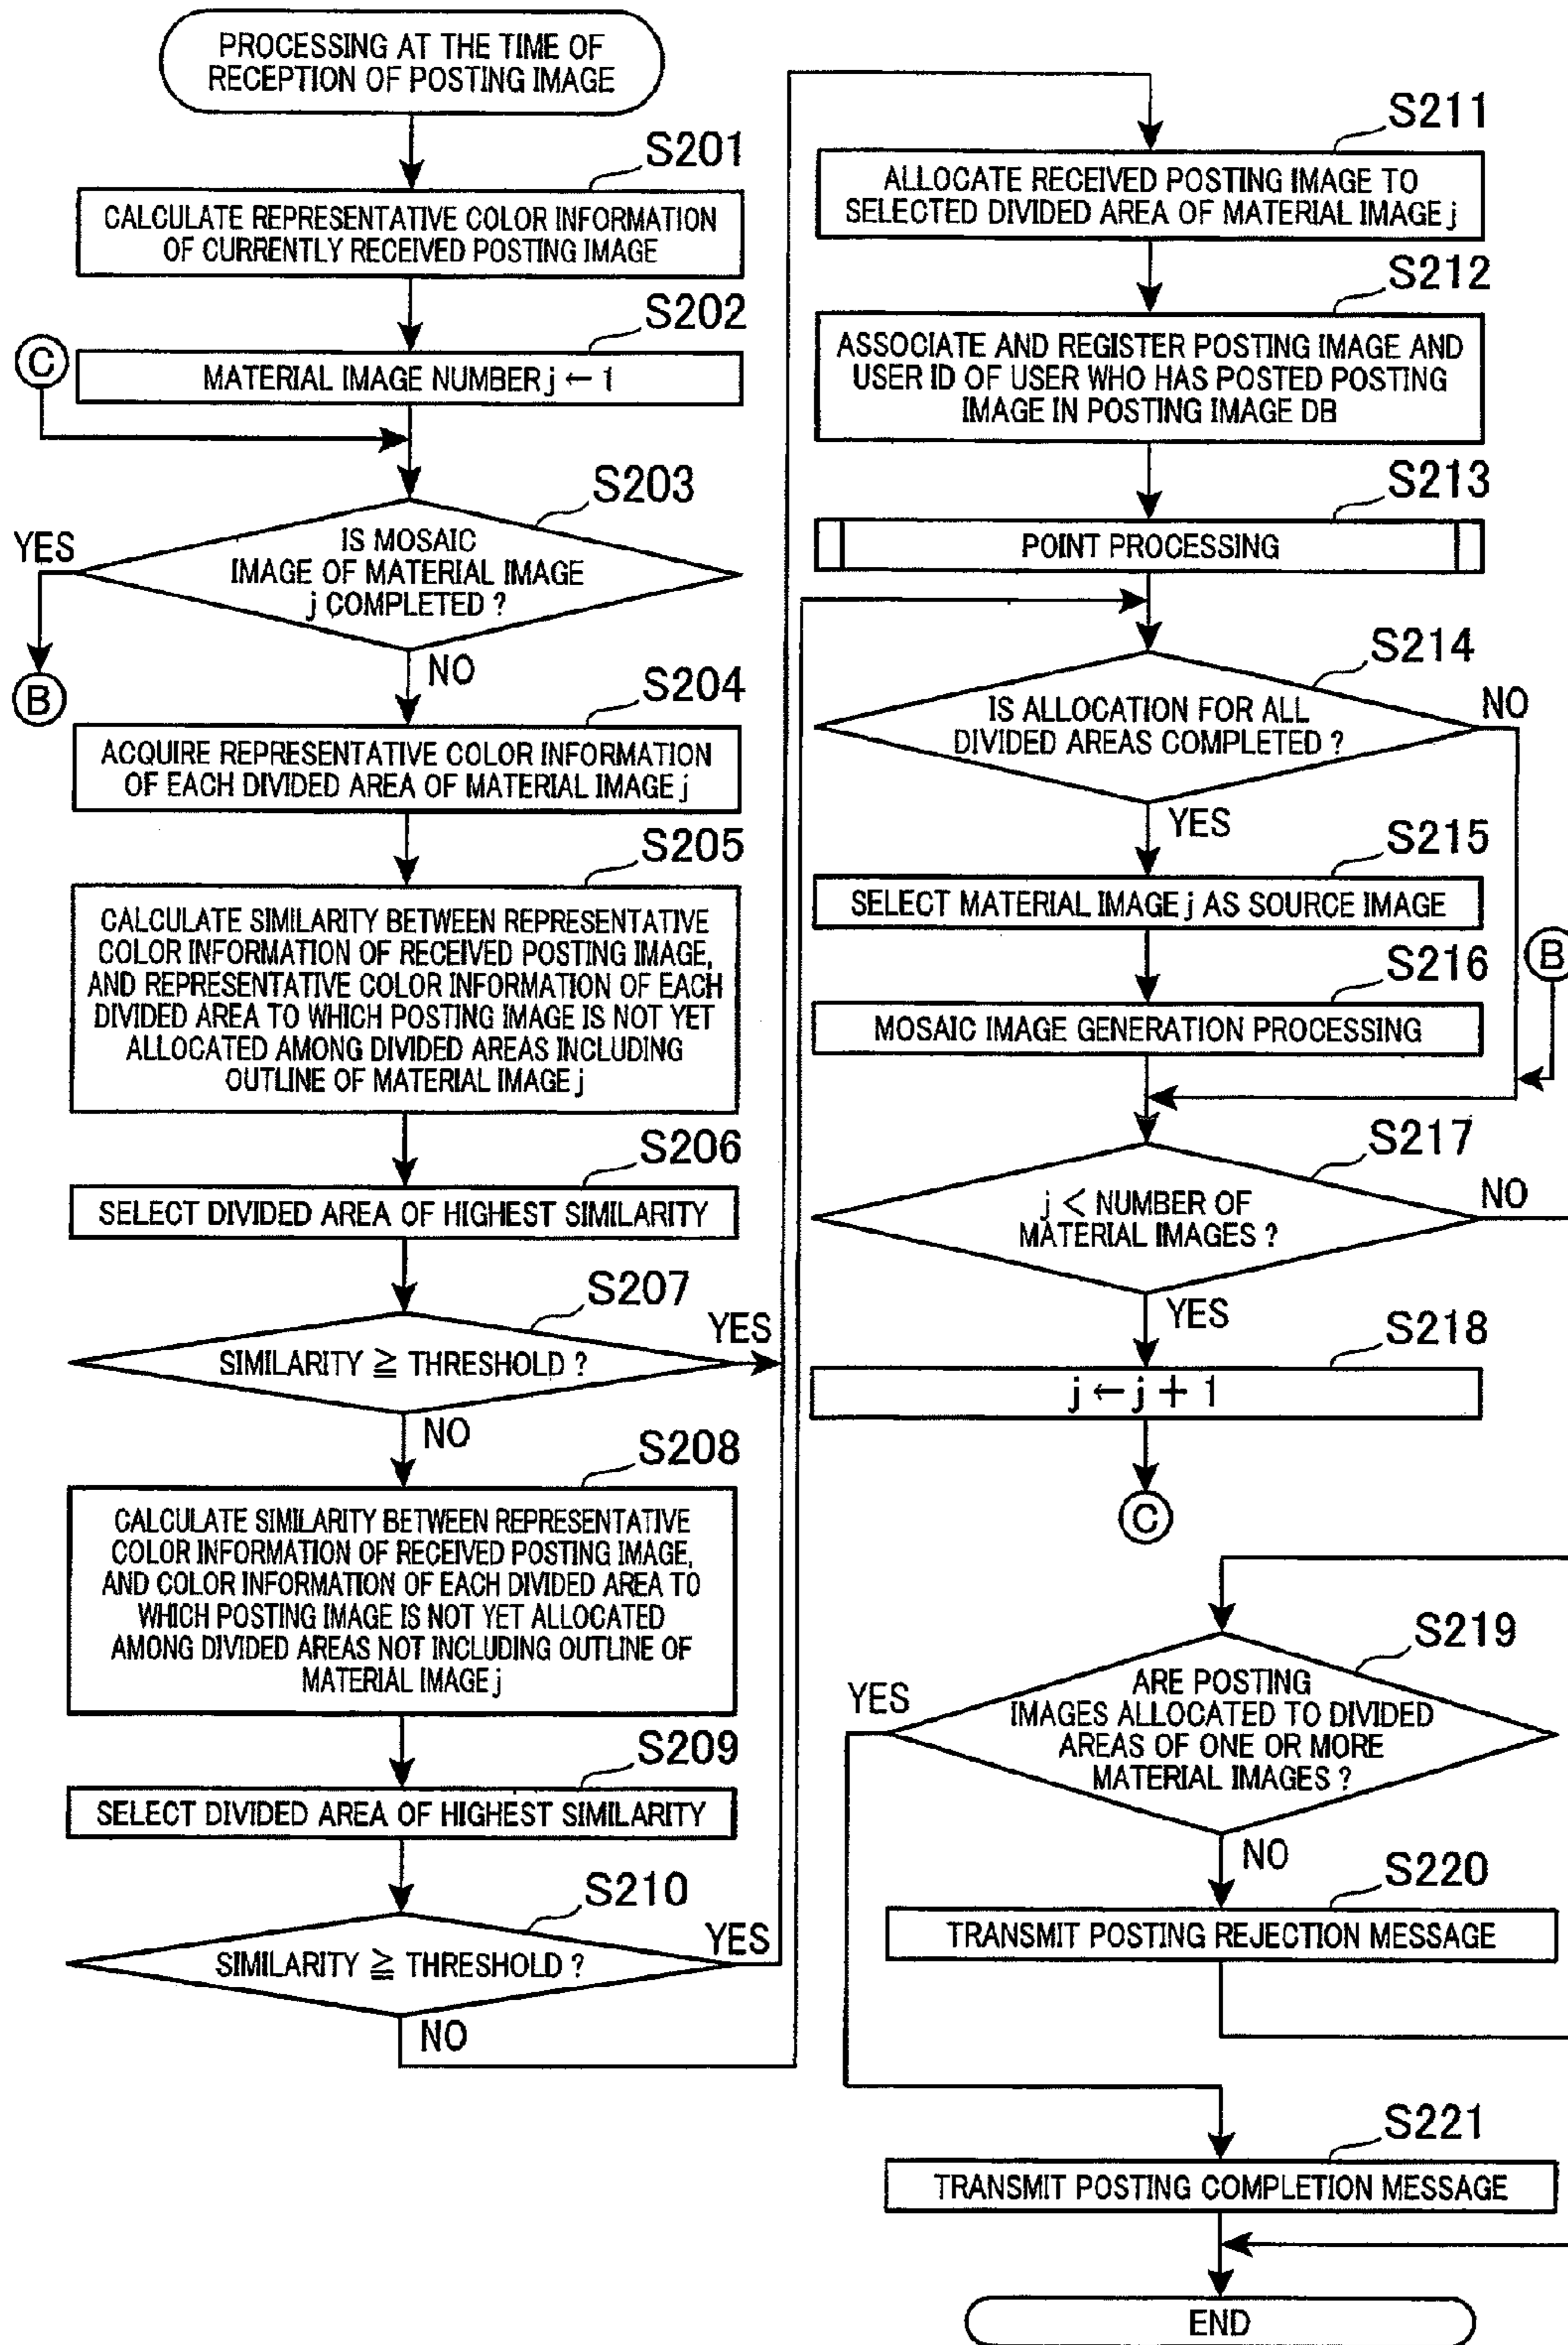 PROCESSING AT THE TIME OF
RECEPTION OF POSTING IMAGE
S201
CALCULATE REPRESENTATIVE COLOR INFORMATION
OF CURRENTLY RECEIVED POSTING IMAGE
S202
C
MATERIAL IMAGE NUMBER j ← 1
S203
YES
IS MOSAIC
IMAGE OF MATERIAL IMAGE
j COMPLETED ?
NO
B
S204
ACQUIRE REPRESENTATIVE COLOR INFORMATION
OF EACH DIVIDED AREA OF MATERIAL IMAGE j
S205
CALCULATE SIMILARITY BETWEEN REPRESENTATIVE
COLOR INFORMATION OF RECEIVED POSTING IMAGE,
AND REPRESENTATIVE COLOR INFORMATION OF EACH
DIVIDED AREA TO WHICH POSTING IMAGE IS NOT YET
ALLOCATED AMONG DIVIDED AREAS INCLUDING
OUTLINE OF MATERIAL IMAGE j
S206
SELECT DIVIDED AREA OF HIGHEST SIMILARITY
S207
YES
SIMILARITY ≧ THRESHOLD ?
NO
S208
CALCULATE SIMILARITY BETWEEN REPRESENTATIVE
COLOR INFORMATION OF RECEIVED POSTING IMAGE,
AND COLOR INFORMATION OF EACH DIVIDED AREA TO
WHICH POSTING IMAGE IS NOT YET ALLOCATED
AMONG DIVIDED AREAS NOT INCLUDING OUTLINE OF
MATERIAL IMAGE j
S209
SELECT DIVIDED AREA OF HIGHEST SIMILARITY
S210
YES
SIMILARITY ≧ THRESHOLD ?
NO
S211
ALLOCATE RECEIVED POSTING IMAGE TO
SELECTED DIVIDED AREA OF MATERIAL IMAGE j
S212
ASSOCIATE AND REGISTER POSTING IMAGE AND
USER ID OF USER WHO HAS POSTED POSTING
IMAGE IN POSTING IMAGE DB
S213
POINT PROCESSING
S214
NO
IS ALLOCATION FOR ALL
DIVIDED AREAS COMPLETED ?
YES
S215
SELECT MATERIAL IMAGE j AS SOURCE IMAGE
B
S216
MOSAIC IMAGE GENERATION PROCESSING
S217
NO
j < NUMBER OF
MATERIAL IMAGES ?
YES
S218
j ← j + 1
C
S219
YES
ARE POSTING
IMAGES ALLOCATED TO DIVIDED
AREAS OF ONE OR MORE
MATERIAL IMAGES ?
NO
S220
TRANSMIT POSTING REJECTION MESSAGE
S221
TRANSMIT POSTING COMPLETION MESSAGE
END